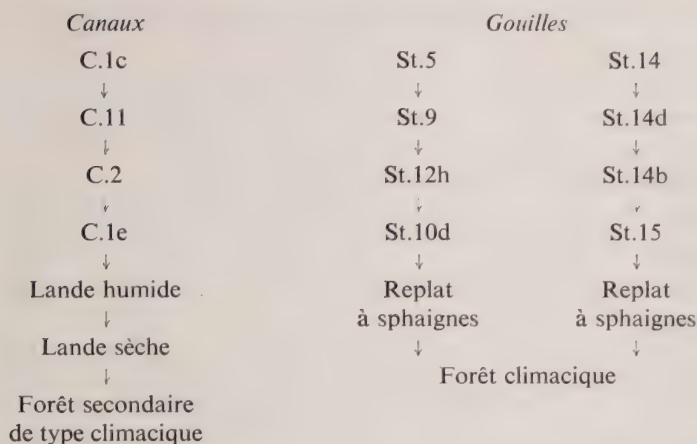 Canaux Gouilles
C.1c St.5 St.14
↓ ↓ ↓
C.11 St.9 St.14d
↓ ↓ ↓
C.2 St.12h St.14b
↓ ↓ ↓
C.1e St.10d St.15
↓ ↓ ↓
Lande humide Replat Replat
↓ à sphaignes à sphaignes
Lande sèche ↓ ↓
↓ Forêt climacique
Forêt secondaire
de type climacique